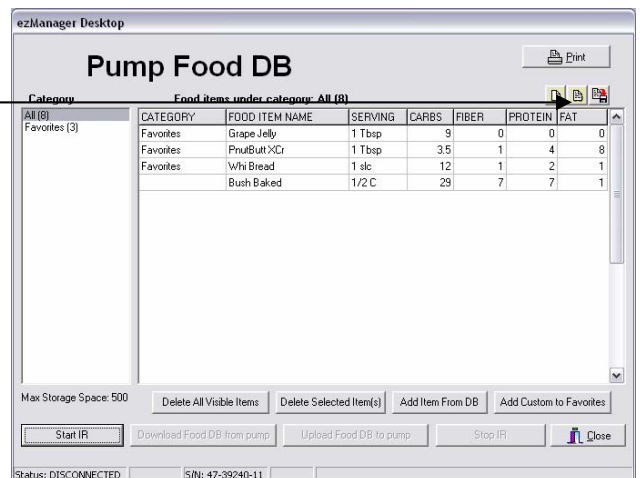 ezManager Desktop
Pump Food DB
Print
Category
Food items under category: All (8)
All (8)
Favorites (3)
CATEGORY FOOD ITEM NAME SERVING CARBS FIBER PROTEIN FAT
Favorites Grape Jelly 1 Tbsp 9 0 0 0
Favorites PnutButt XCr 1 Tbsp 3.5 1 4 8
Favorites Whi Bread 1 slc 12 1 2 1
Bush Baked 1/2 C 29 7 7 1
Max Storage Space: 500
Delete All Visible Items Delete Selected Item(s) Add Item From DB Add Custom to Favorites
Start IR Download Food DB from pump Upload Food DB to pump Stop IR Close
Status: DISCONNECTED S/N: 47-39240-11